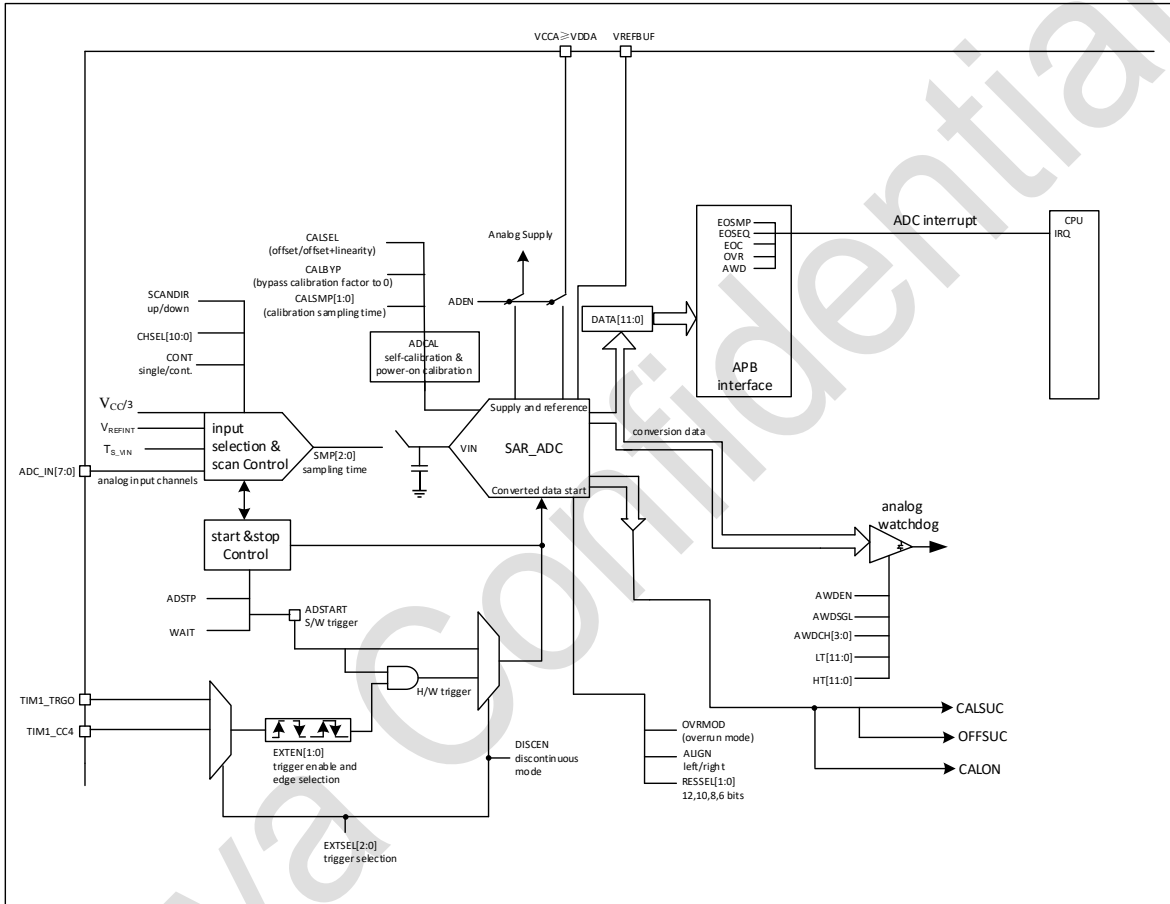 VCCA≥VDDA VREFBUF
CALSEL
(offset/offset+linearity)
CALBYP
(bypass calibration factor to 0)
CALSMP[1:0]
(calibration sampling time)
Analog Supply
ADEN
EOSMP
EOSEQ
EOC
OVR
AWD
APB
interface
ADC interrupt
CPU
IRQ
SCANDIR
up/down
CHSEL[10:0]
CONT
single/cont.
ADCAL
self-calibration &
power-on calibration
DATA[11:0]
VCC/3
VREFINT
TS_VIN
ADC_IN[7:0]
analog input channels
input
selection &
scan Control
SMP[2:0]
sampling time
Supply and reference
VIN
SAR_ADC
Converted data start
conversion data
analog
watchdog
start &stop
Control
ADSTP
WAIT
ADSTART
S/W trigger
H/W trigger
AWDEN
AWDSGL
AWDCH[3:0]
LT[11:0]
HT[11:0]
TIM1_TRGO
TIM1_CC4
EXTEN[1:0]
trigger enable and
edge selection
DISCEN
discontinuous
mode
OVRMOD
(overrun mode)
ALIGN
left/right
RESSEL[1:0]
12,10,8,6 bits
CALSUC
OFFSUC
CALON
EXTSEL[2:0]
trigger selection
va Confidential